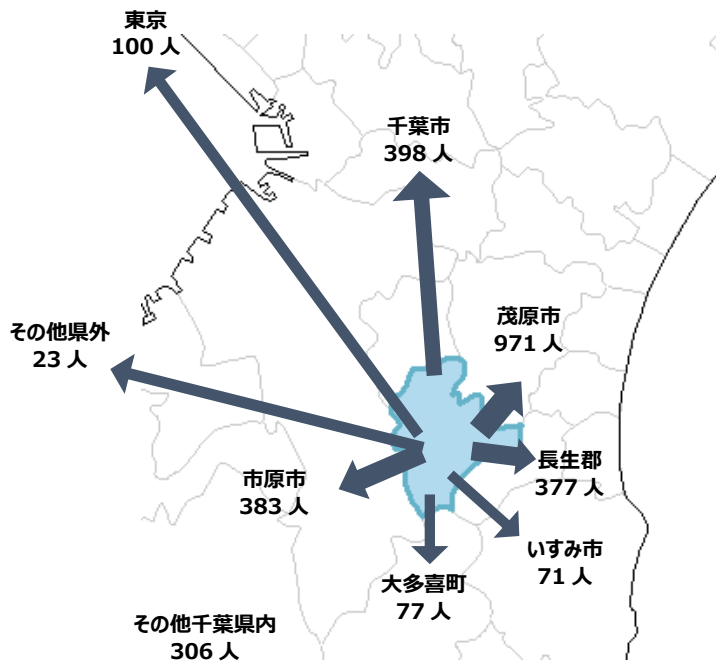 東京
100 人
千葉市
398 人
茂原市
971 人
その他県外
23 人
長生郡
377 人
市原市
383 人
いすみ市
71 人
大多喜町
77 人
その他千葉県内
306 人